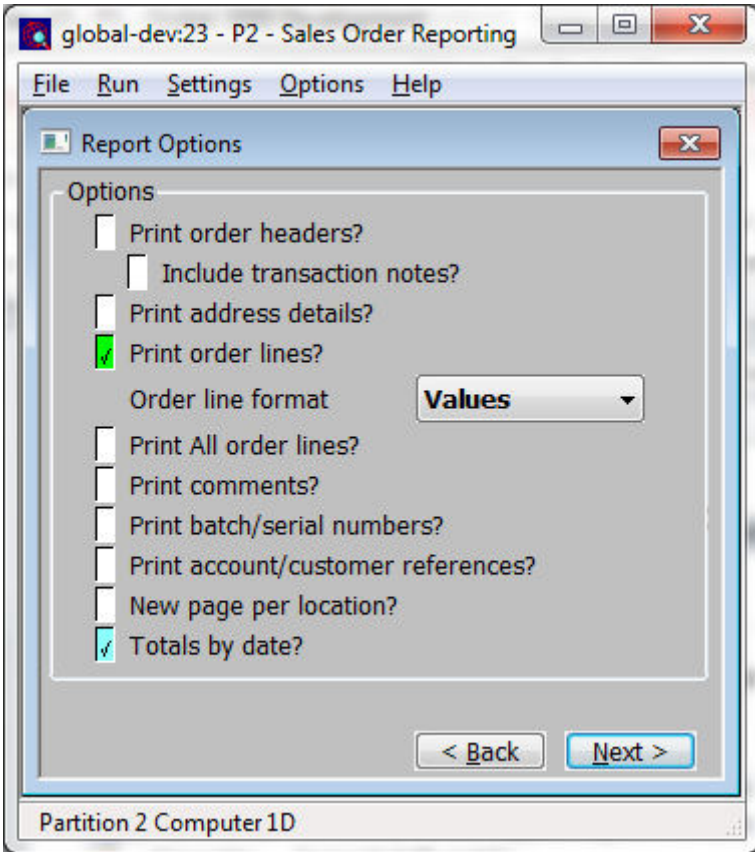 global-dev:23 - P2 - Sales Order Reporting
File Run Settings Options Help
Report Options
Options
Print order headers?
Include transaction notes?
Print address details?
Print order lines?
Order line format Values
Print All order lines?
Print comments?
Print batch/serial numbers?
Print account/customer references?
New page per location?
Totals by date?
< Back Next >
Partition 2 Computer 1D